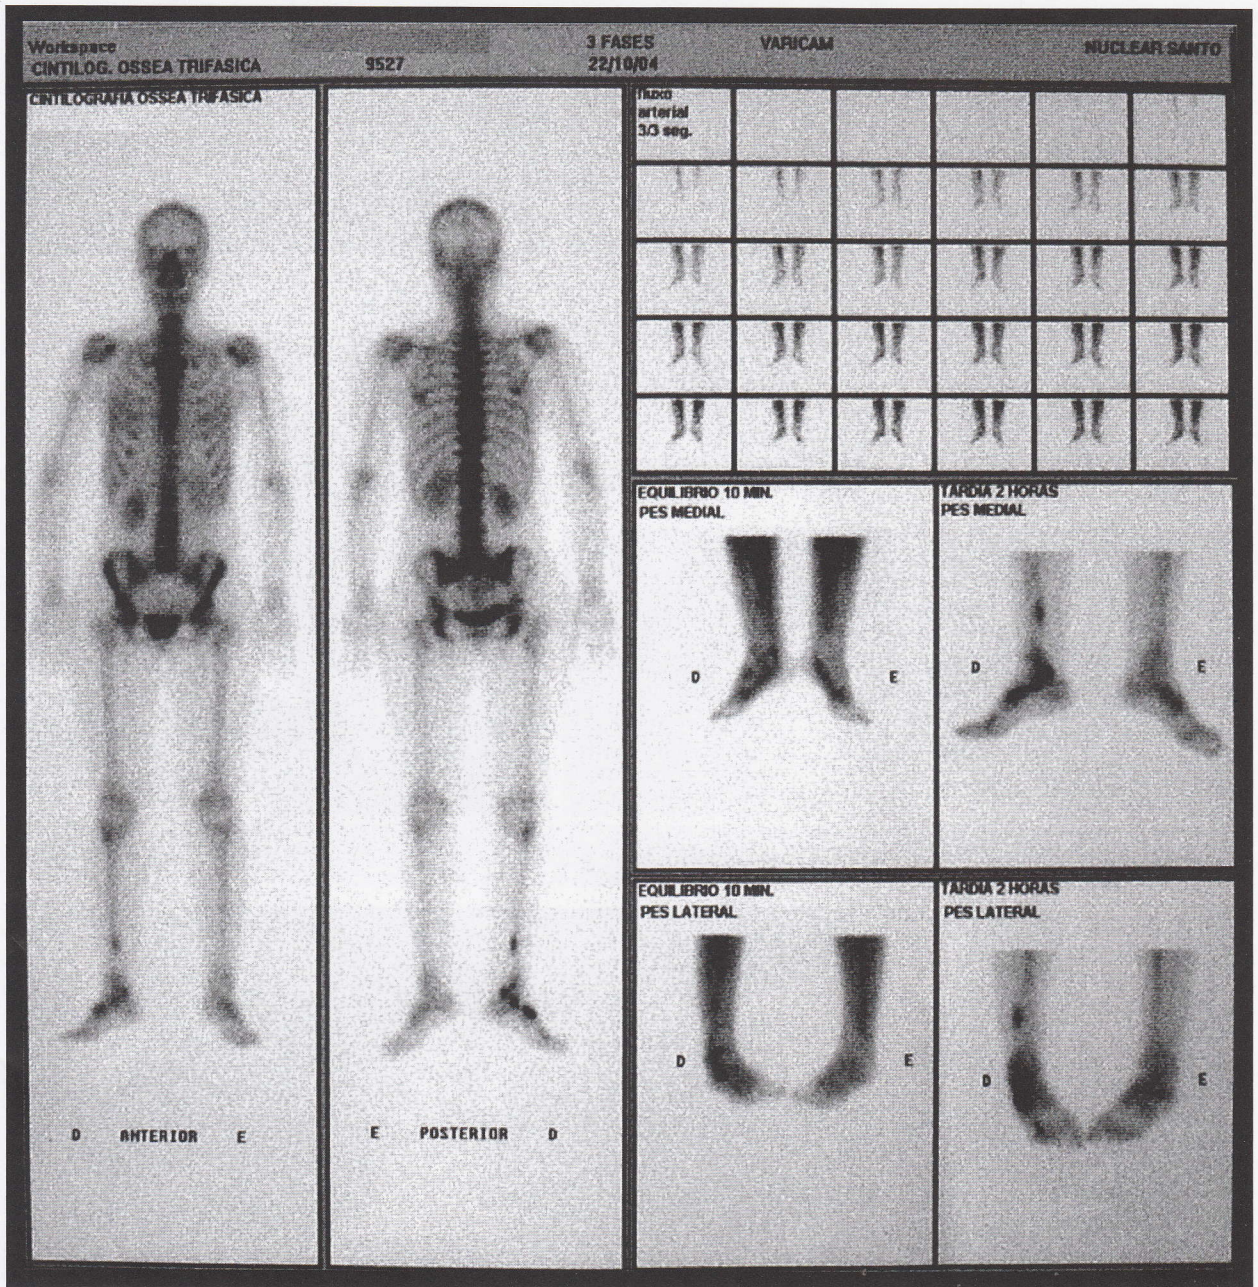 Workspace
CINTILOG. OSSEA TRIFASICA
9527
3 FASES
22/10/04
VARICAM
NUCLEAR SANTO
CINTILOGRAFIA OSSEA TRIFASICA
fluxo
arterial
3/3 seg.
EQUILIBRIO 10 MIN.
PES MEDIAL
D
E
TARDIA 2 HORAS
PES MEDIAL
D
E
EQUILIBRIO 10 MIN.
PES LATERAL
D
E
TARDIA 2 HORAS
PES LATERAL
D
E
D ANTERIOR E
E POSTERIOR D